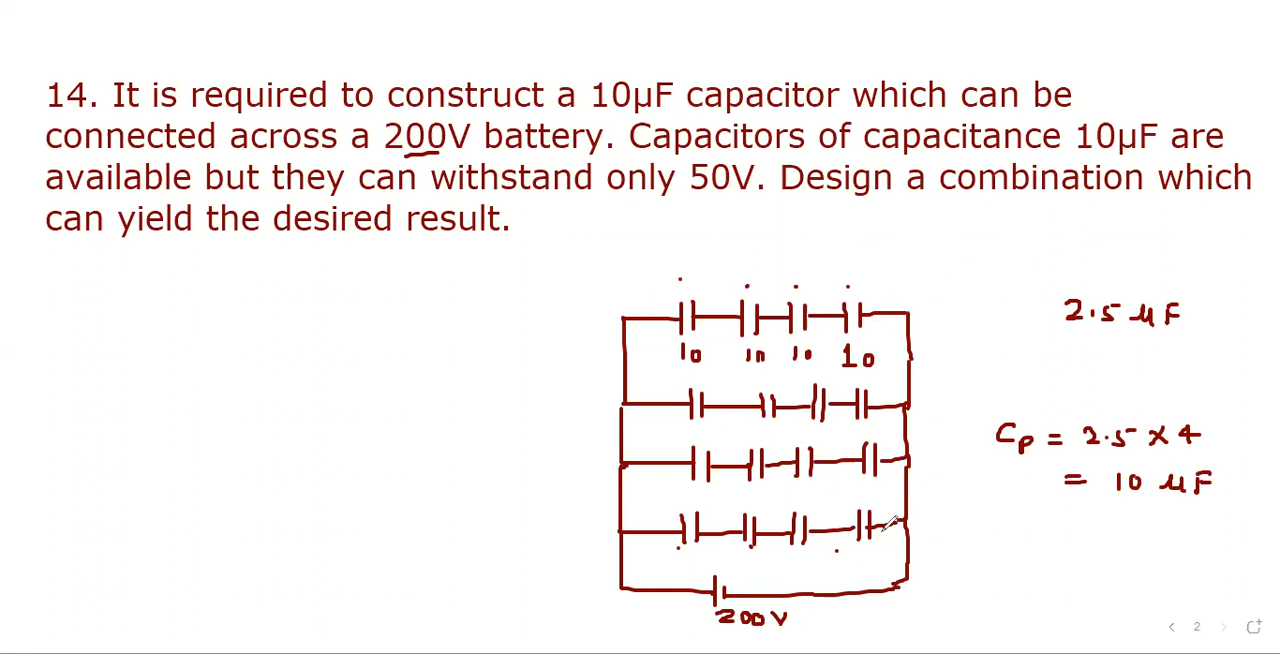 14. It is required to construct a 10μF capacitor which can be
connected across a 200V battery. Capacitors of capacitance 10μF are
available but they can withstand only 50V. Design a combination which
can yield the desired result.
2.5 μF
10 10 10 10
Cp = 2.5 x 4
= 10 μF
200V
2